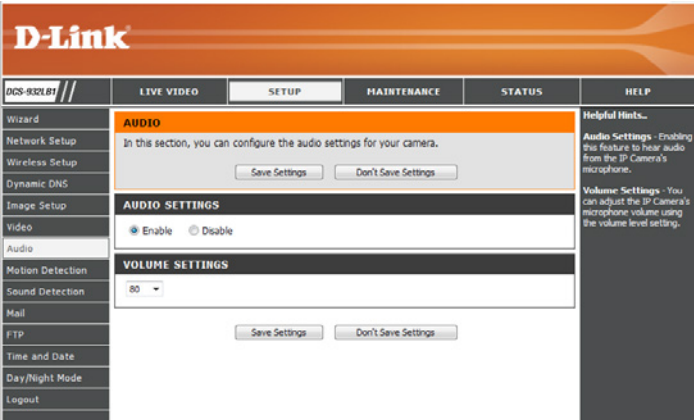 D-Link
DCS-932LB1 //
LIVE VIDEO
SETUP
MAINTENANCE
STATUS
HELP
Wizard
Network Setup
Wireless Setup
Dynamic DNS
Image Setup
Video
Audio
Motion Detection
Sound Detection
Mail
FTP
Time and Date
Day/Night Mode
Logout
AUDIO
In this section, you can configure the audio settings for your camera.
Save Settings
Don't Save Settings
AUDIO SETTINGS
Enable
Disable
VOLUME SETTINGS
80
Save Settings
Don't Save Settings
Helpful Hints..
Audio Settings - Enabling
this feature to hear audio
from the IP Camera's
microphone.
Volume Settings - You
can adjust the IP Camera's
microphone volume using
the volume level setting.